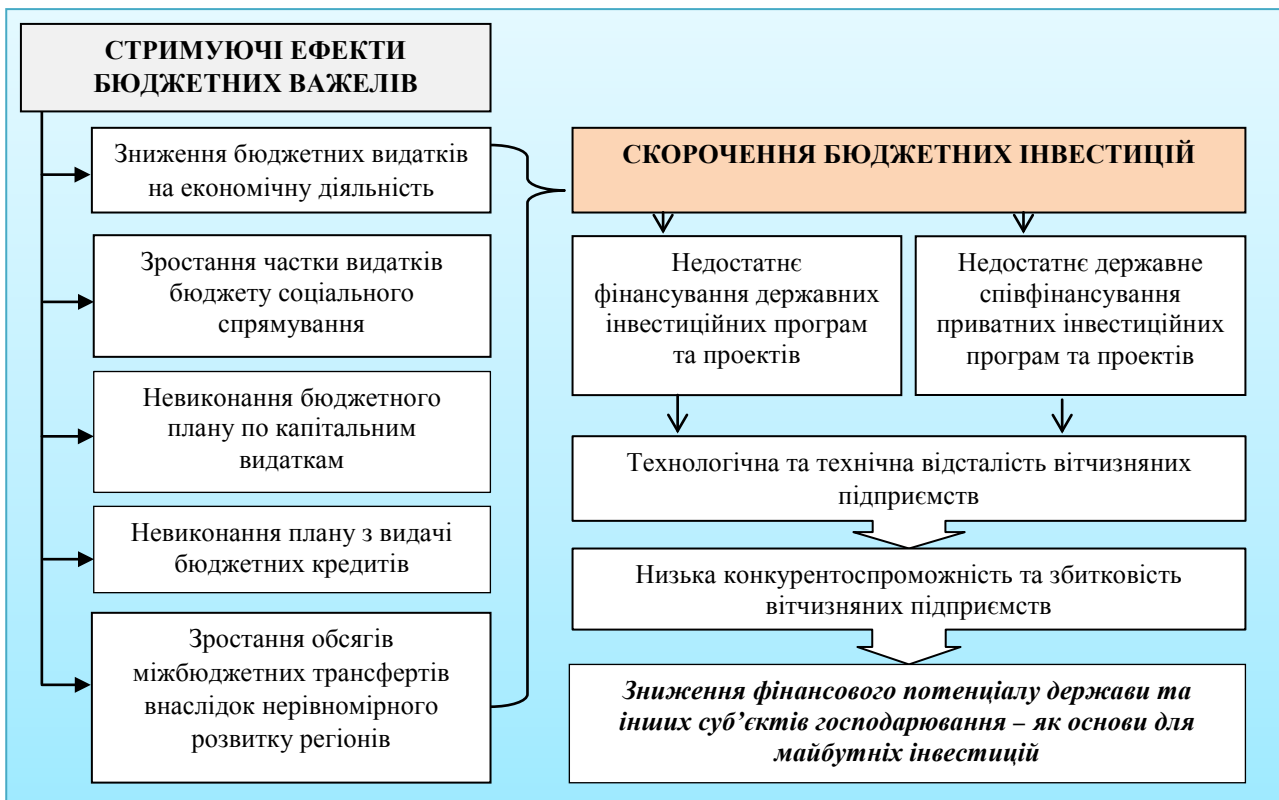 СТРИМУЮЧІ ЕФЕКТИ
БЮДЖЕТНИХ ВАЖЕЛІВ
Зниження бюджетних видатків
на економічну діяльність
Зростання частки видатків
бюджету соціального
спрямування
Невиконання бюджетного
плану по капітальним
видаткам
Невиконання плану з видачі
бюджетних кредитів
Зростання обсягів
міжбюджетних трансфертів
внаслідок нерівномірного
розвитку регіонів
СКОРОЧЕННЯ БЮДЖЕТНИХ ІНВЕСТИЦІЙ
Недостатнє
фінансування державних
інвестиційних програм
та проектів
Недостатнє державне
співфінансування
приватних інвестиційних
програм та проектів
Технологічна та технічна відсталість вітчизняних
підприємств
Низька конкурентоспроможність та збитковість
вітчизняних підприємств
Зниження фінансового потенціалу держави та
інших суб’єктів господарювання – як основи для
майбутніх інвестицій